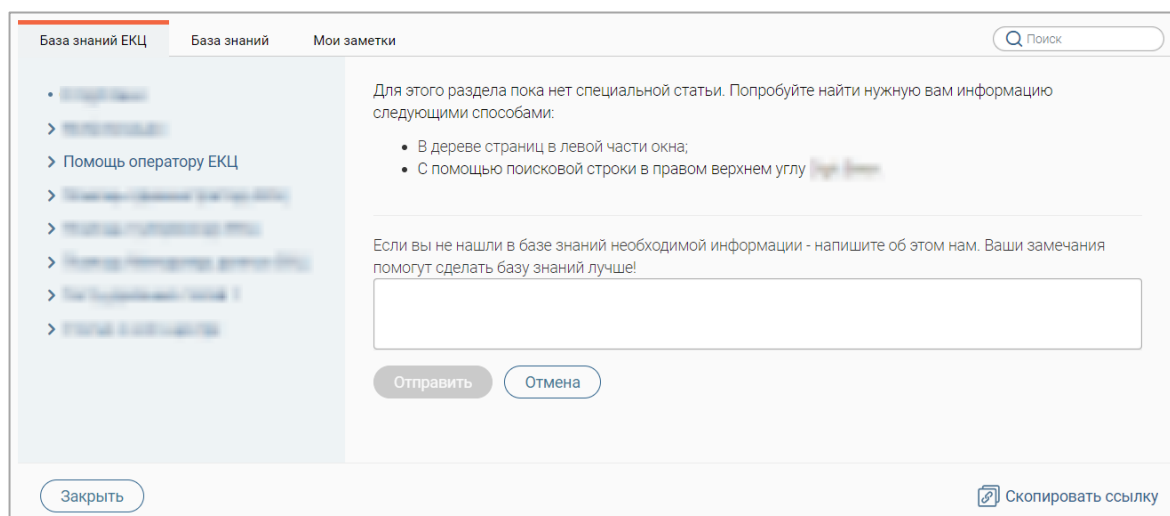 База знаний ЕКЦ База знаний Мои заметки Поиск
Помощь оператору ЕКЦ
Для этого раздела пока нет специальной статьи. Попробуйте найти нужную вам информацию
следующими способами:
В дереве страниц в левой части окна;
С помощью поисковой строки в правом верхнем углу
Если вы не нашли в базе знаний необходимой информации - напишите об этом нам. Ваши замечания
помогут сделать базу знаний лучше!
Отправить Отмена
Закрыть Скопировать ссылку